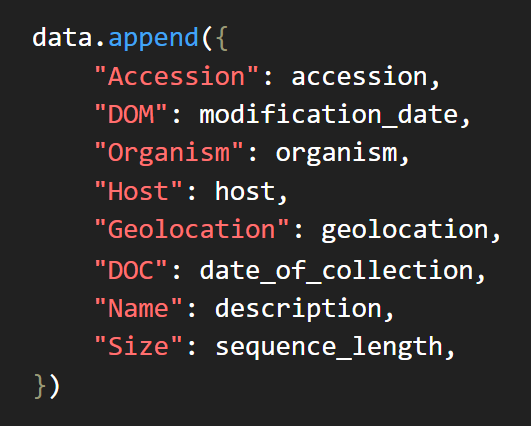 data.append({
    "Accession": accession,
    "DOM": modification_date,
    "Organism": organism,
    "Host": host,
    "Geolocation": geolocation,
    "DOC": date_of_collection,
    "Name": description,
    "Size": sequence_length,
})